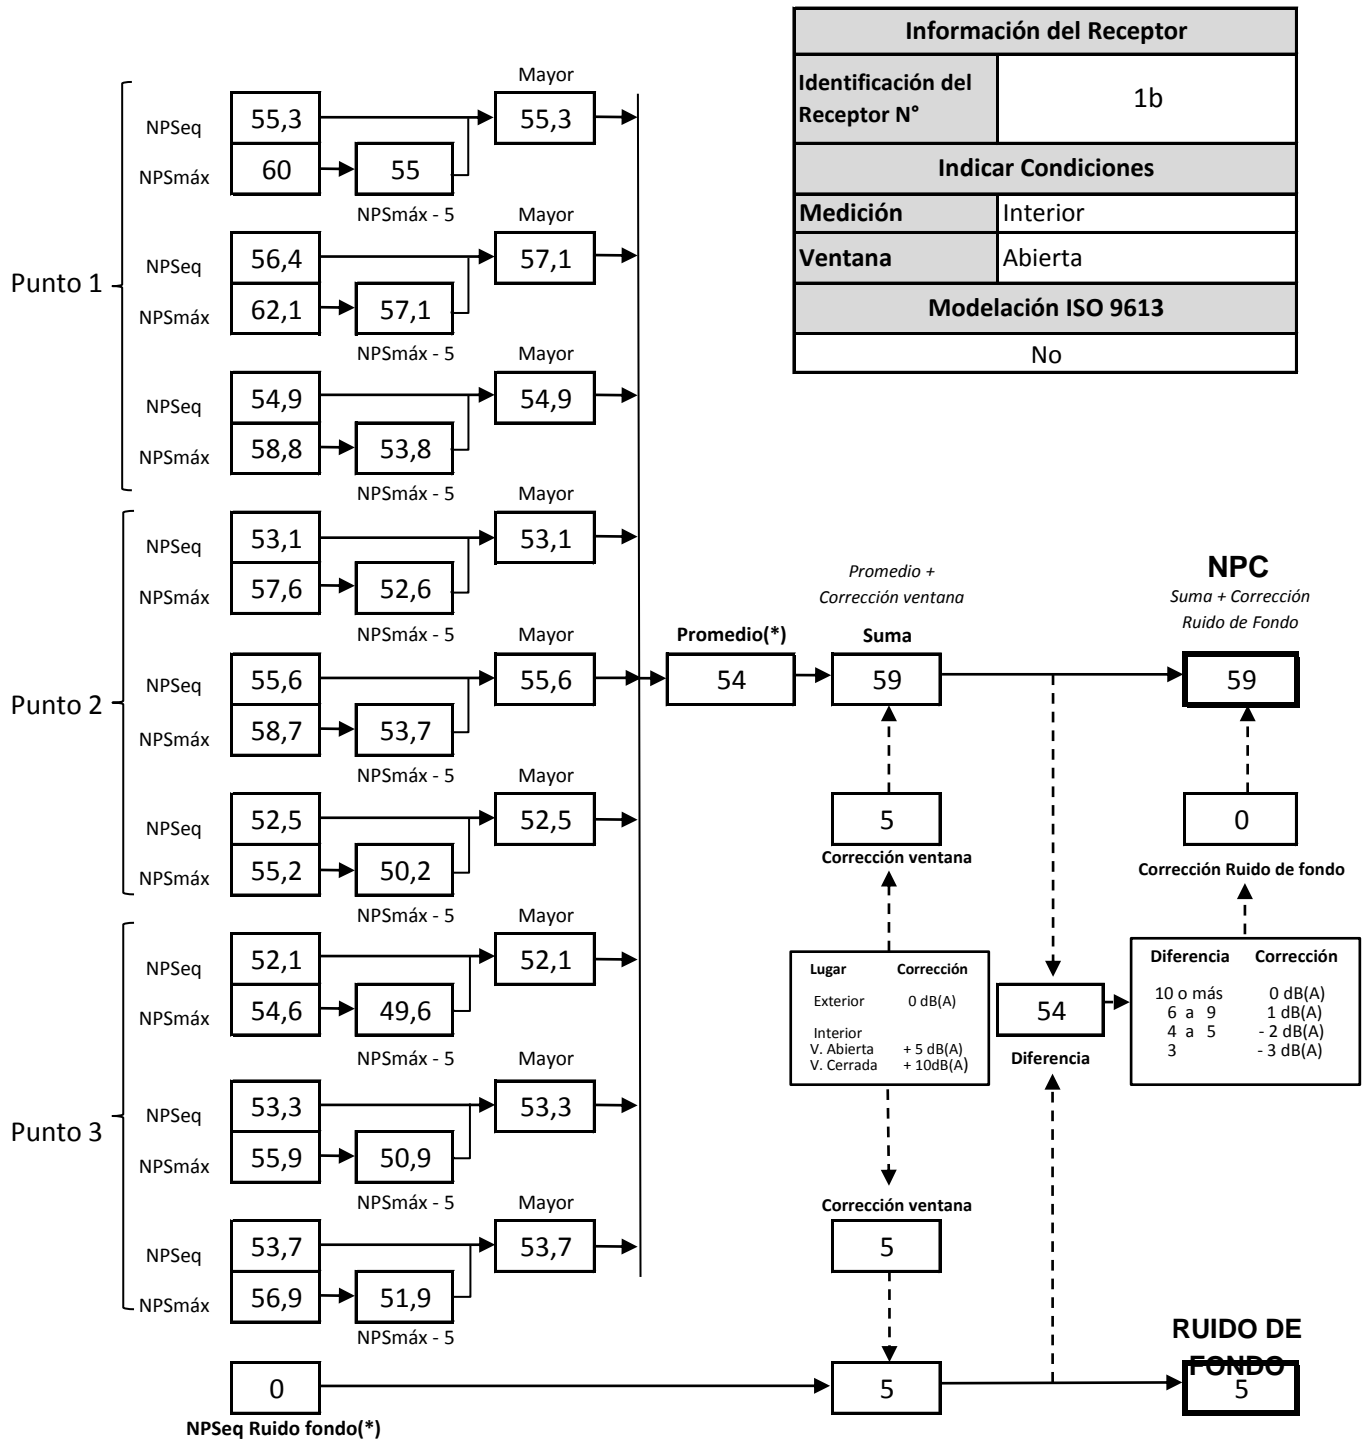 Información del Receptor
Identificación del
Receptor N°
1b
Indicar Condiciones
Medición Interior
Ventana Abierta
Modelación ISO 9613
No
Punto 1
Mayor
NPSeq 55,3 55,3
NPSmáx 60 55
NPSmáx - 5
Mayor
NPSeq 56,4 57,1
NPSmáx 62,1 57,1
NPSmáx - 5
Mayor
NPSeq 54,9 54,9
NPSmáx 58,8 53,8
NPSmáx - 5
Punto 2
Mayor
NPSeq 53,1 53,1
NPSmáx 57,6 52,6
NPSmáx - 5
Mayor
NPSeq 55,6 55,6
NPSmáx 58,7 53,7
NPSmáx - 5
Mayor
NPSeq 52,5 52,5
NPSmáx 55,2 50,2
NPSmáx - 5
Punto 3
Mayor
NPSeq 52,1 52,1
NPSmáx 54,6 49,6
NPSmáx - 5
Mayor
NPSeq 53,3 53,3
NPSmáx 55,9 50,9
NPSmáx - 5
Mayor
NPSeq 53,7 53,7
NPSmáx 56,9 51,9
NPSmáx - 5
0
NPSeq Ruido fondo(*)
Promedio(*)
54
Promedio +
Corrección ventana
Suma
59
5
Corrección ventana
Lugar Corrección
Exterior 0 dB(A)
Interior
V. Abierta + 5 dB(A)
V. Cerrada + 10dB(A)
Corrección ventana
5
5
54
Diferencia
NPC
Suma + Corrección
Ruido de Fondo
59
0
Corrección Ruido de fondo
Diferencia Corrección
10 o más 0 dB(A)
6 a 9 1 dB(A)
4 a 5 - 2 dB(A)
3 - 3 dB(A)
RUIDO DE
FONDO
5